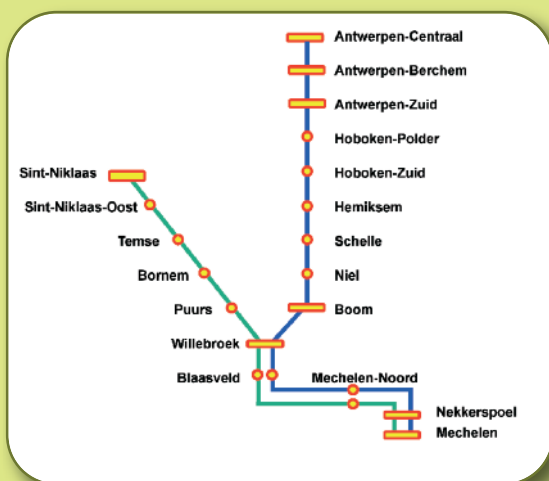 Antwerpen-Centraal
Antwerpen-Berchem
Antwerpen-Zuid
Hoboken-Polder
Hoboken-Zuid
Hemiksem
Schelle
Niel
Boom
Sint-Niklaas
Sint-Niklaas-Oost
Temse
Bornem
Puurs
Willebroek
Blaasveld
Mechelen-Noord
Nekkerspoel
Mechelen